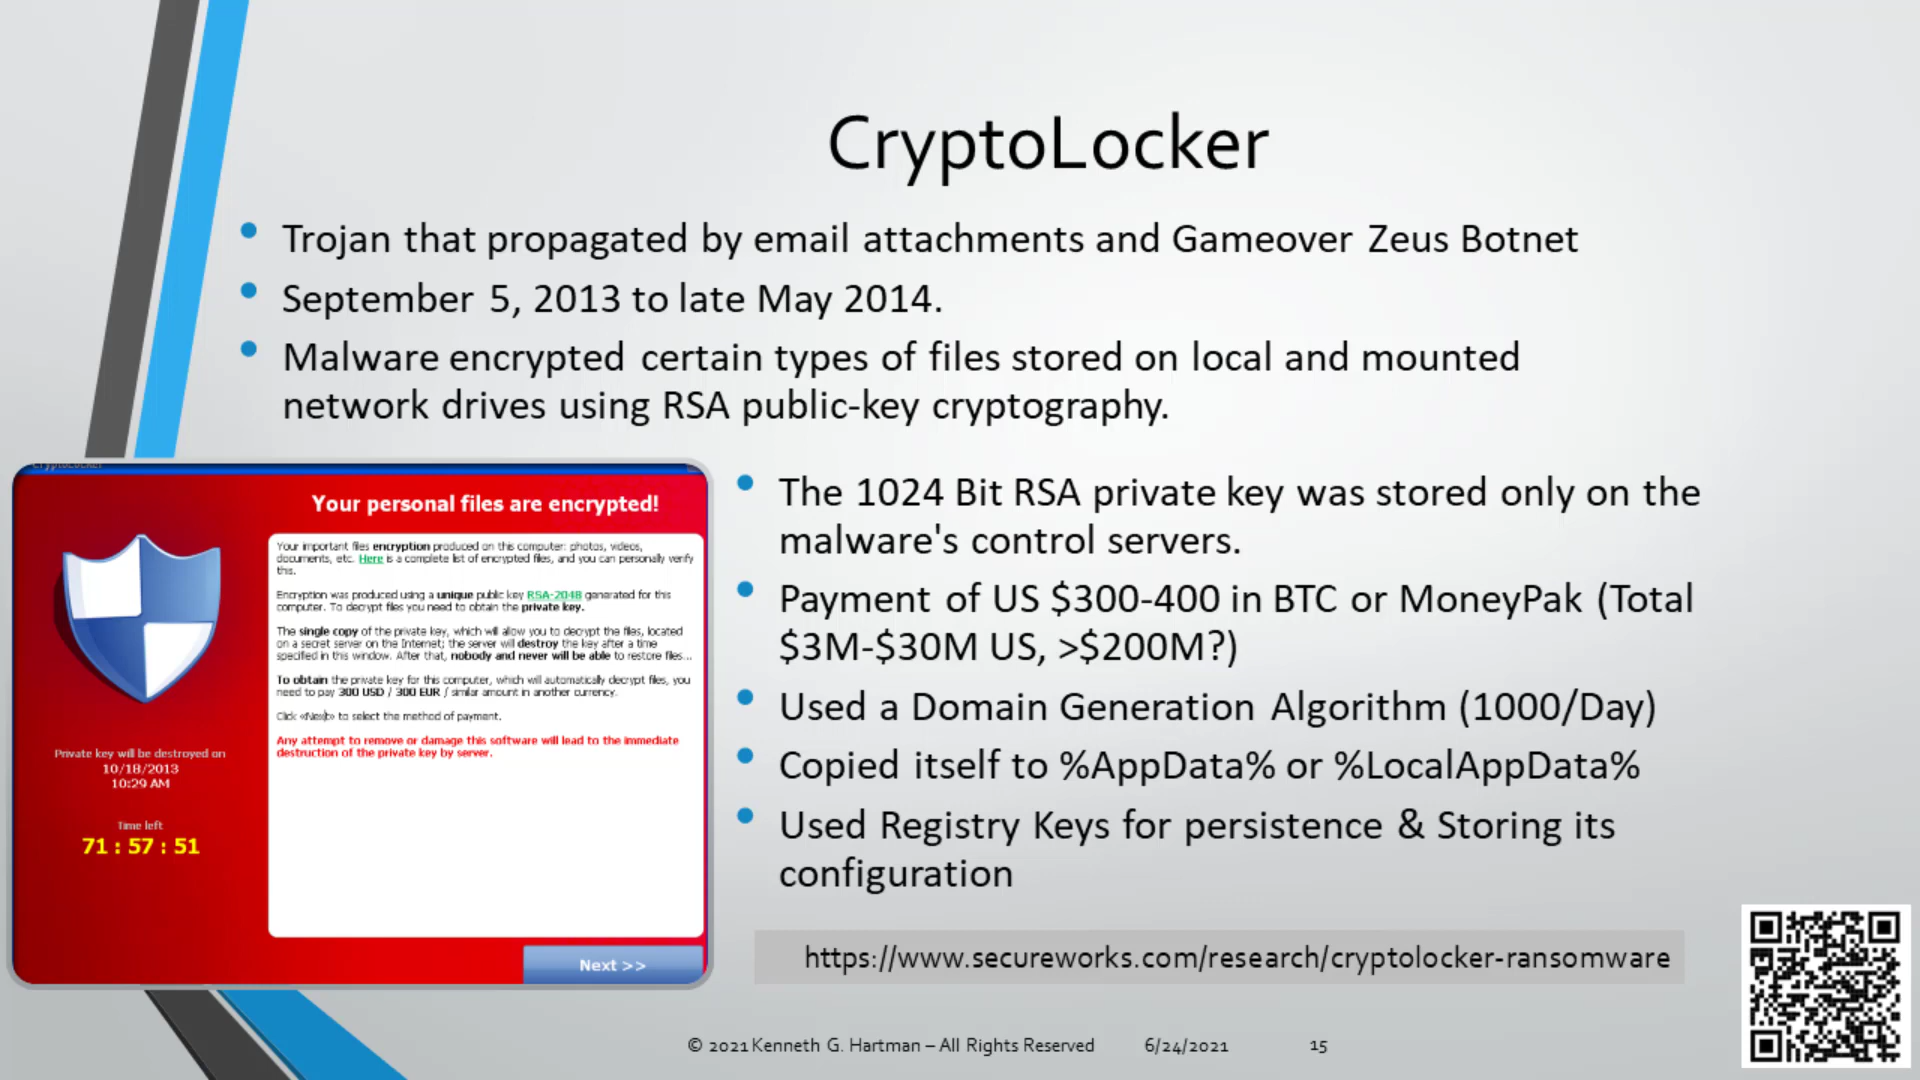 CryptoLocker
Trojan that propagated by email attachments and Gameover Zeus Botnet
September 5, 2013 to late May 2014.
Malware encrypted certain types of files stored on local and mounted
network drives using RSA public-key cryptography.
CryptoLocker
Your personal files are encrypted!
Your important files encryption produced on this computer: photos, videos,
documents, etc. Here is a complete list of encrypted files, and you can personally verify
this.
Encryption was produced using a unique public key RSA-2048 generated for this
computer. To decrypt files you need to obtain the private key.
The single copy of the private key, which will allow you to decrypt the files, located
on a secret server on the Internet; the server will destroy the key after a time
specified in this window. After that, nobody and never will be able to restore files...
To obtain the private key for this computer, which will automatically decrypt files, you
need to pay 300 USD / 300 EUR / similar amount in another currency.
Click «Next» to select the method of payment.
Any attempt to remove or damage this software will lead to the immediate
destruction of the private key by server.
Private key will be destroyed on
10/18/2013
10:29 AM
Time left
71 : 57 : 51
Next >>
The 1024 Bit RSA private key was stored only on the
malware's control servers.
Payment of US $300-400 in BTC or MoneyPak (Total
$3M-$30M US, >$200M?)
Used a Domain Generation Algorithm (1000/Day)
Copied itself to %AppData% or %LocalAppData%
Used Registry Keys for persistence & Storing its
configuration
https://www.secureworks.com/research/cryptolocker-ransomware
© 2021 Kenneth G. Hartman – All Rights Reserved
6/24/2021
15